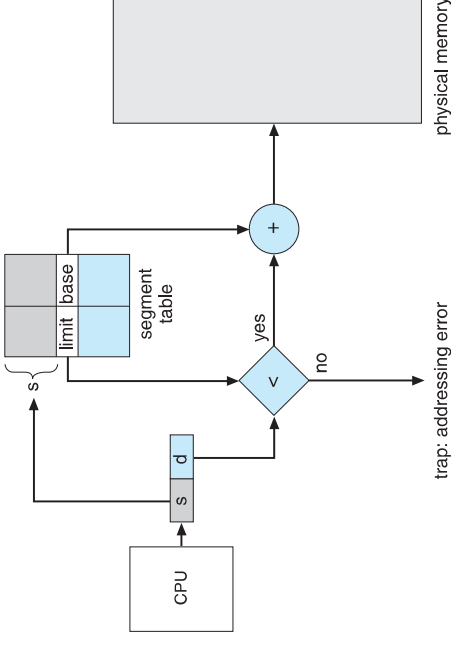 s
limit base
segment
table
CPU
s d
<
yes
no
+
trap: addressing error
physical memory